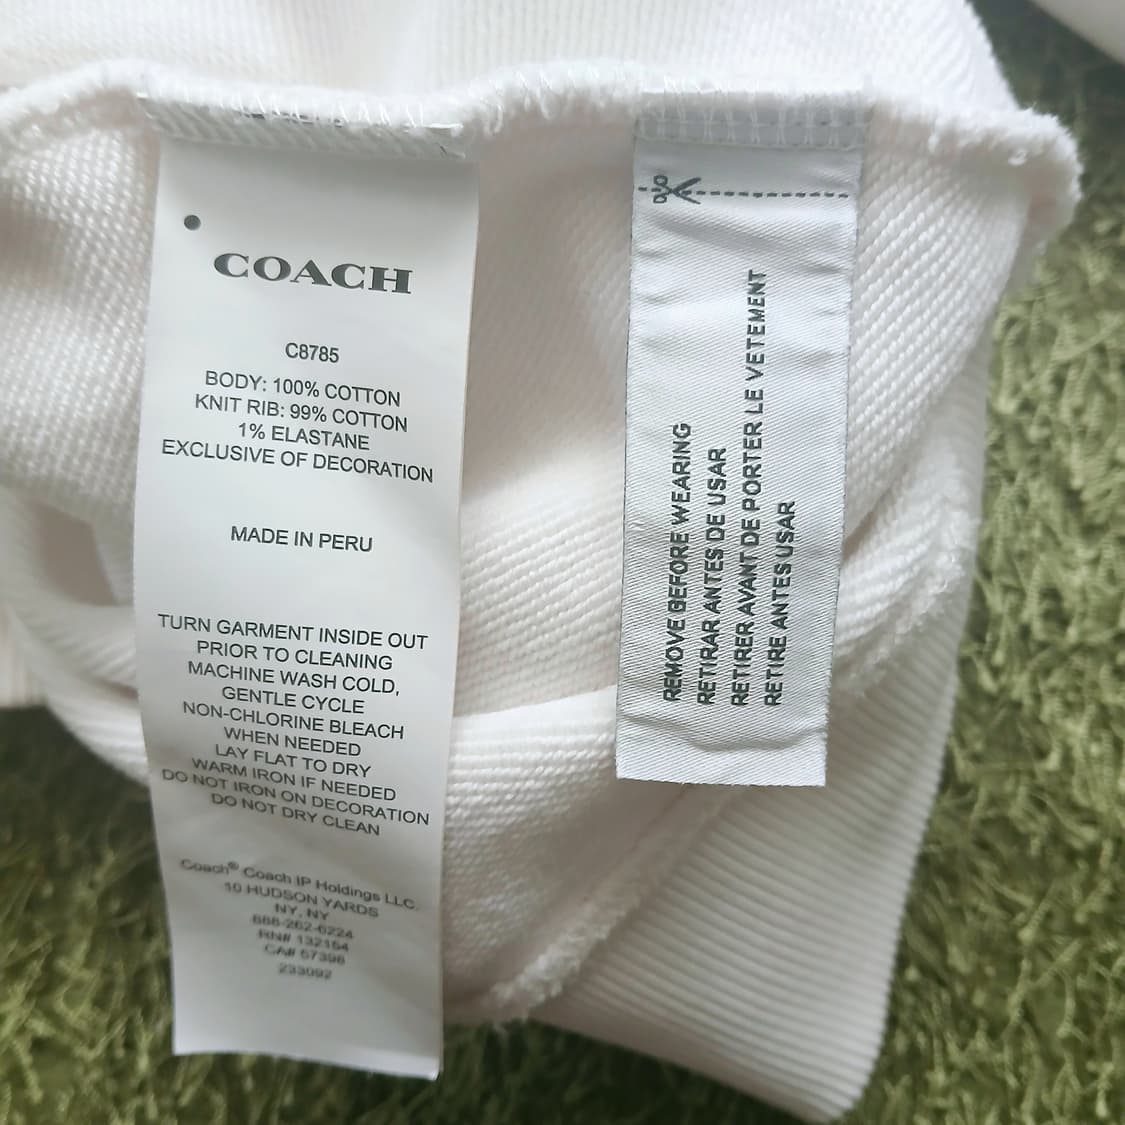 COACH
C8785
BODY: 100% COTTON
KNIT RIB: 99% COTTON
1% ELASTANE
EXCLUSIVE OF DECORATION
MADE IN PERU
TURN GARMENT INSIDE OUT
PRIOR TO CLEANING
MACHINE WASH COLD,
GENTLE CYCLE
NON-CHLORINE BLEACH
WHEN NEEDED
LAY FLAT TO DRY
WARM IRON IF NEEDED
DO NOT IRON ON DECORATION
DO NOT DRY CLEAN
Coach® Coach IP Holdings LLC.
10 HUDSON YARDS
NY, NY
888-262-6224
RN# 132154
CA# 57396
233092
REMOVE BEFORE WEARING
RETIRAR ANTES DE USAR
RETIRER AVANT DE PORTER LE VETEMENT
RETIRE ANTES USAR